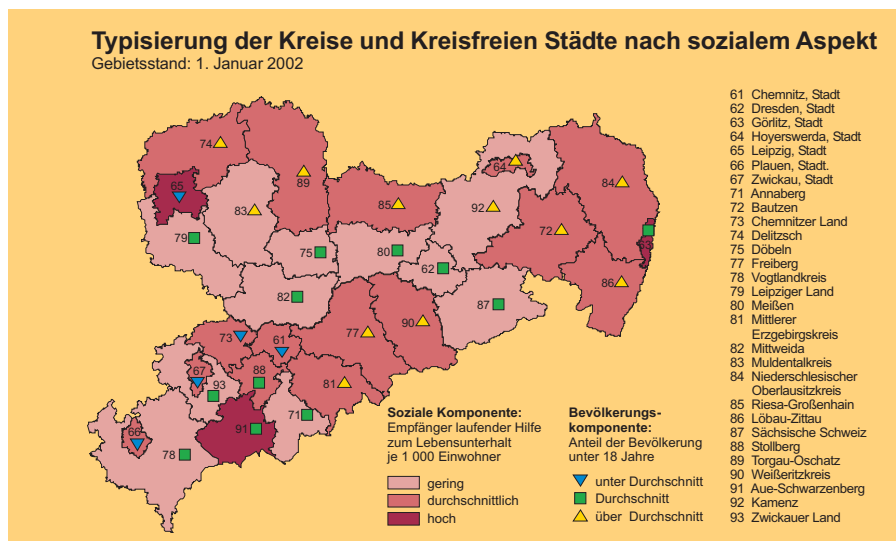 Typisierung der Kreise und Kreisfreien Städte nach sozialem Aspekt
Gebietsstand: 1. Januar 2002
74
89
65
83
85
64
92
84
79
75
80
62
72
63
82
87
86
73
61
77
90
67
93
88
81
66
78
91
71
Soziale Komponente:
Empfänger laufender Hilfe
zum Lebensunterhalt
je 1 000 Einwohner
gering
durchschnittlich
hoch
Bevölkerungs-
komponente:
Anteil der Bevölkerung
unter 18 Jahre
unter Durchschnitt
Durchschnitt
über Durchschnitt
61 Chemnitz, Stadt
62 Dresden, Stadt
63 Görlitz, Stadt
64 Hoyerswerda, Stadt
65 Leipzig, Stadt
66 Plauen, Stadt.
67 Zwickau, Stadt
71 Annaberg
72 Bautzen
73 Chemnitzer Land
74 Delitzsch
75 Döbeln
77 Freiberg
78 Vogtlandkreis
79 Leipziger Land
80 Meißen
81 Mittlerer
Erzgebirgskreis
82 Mittweida
83 Muldentalkreis
84 Niederschlesischer
Oberlausitzkreis
85 Riesa-Großenhain
86 Löbau-Zittau
87 Sächsische Schweiz
88 Stollberg
89 Torgau-Oschatz
90 Weißeritzkreis
91 Aue-Schwarzenberg
92 Kamenz
93 Zwickauer Land